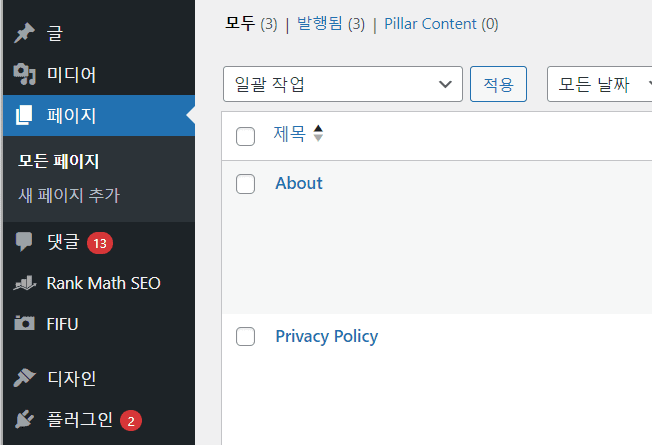 글
미디어
페이지
모든 페이지
새 페이지 추가
댓글 13
Rank Math SEO
FIFU
디자인
플러그인 2
모두 (3) | 발행됨 (3) | Pillar Content (0)
일괄 작업 적용 모든 날짜
제목
About
Privacy Policy